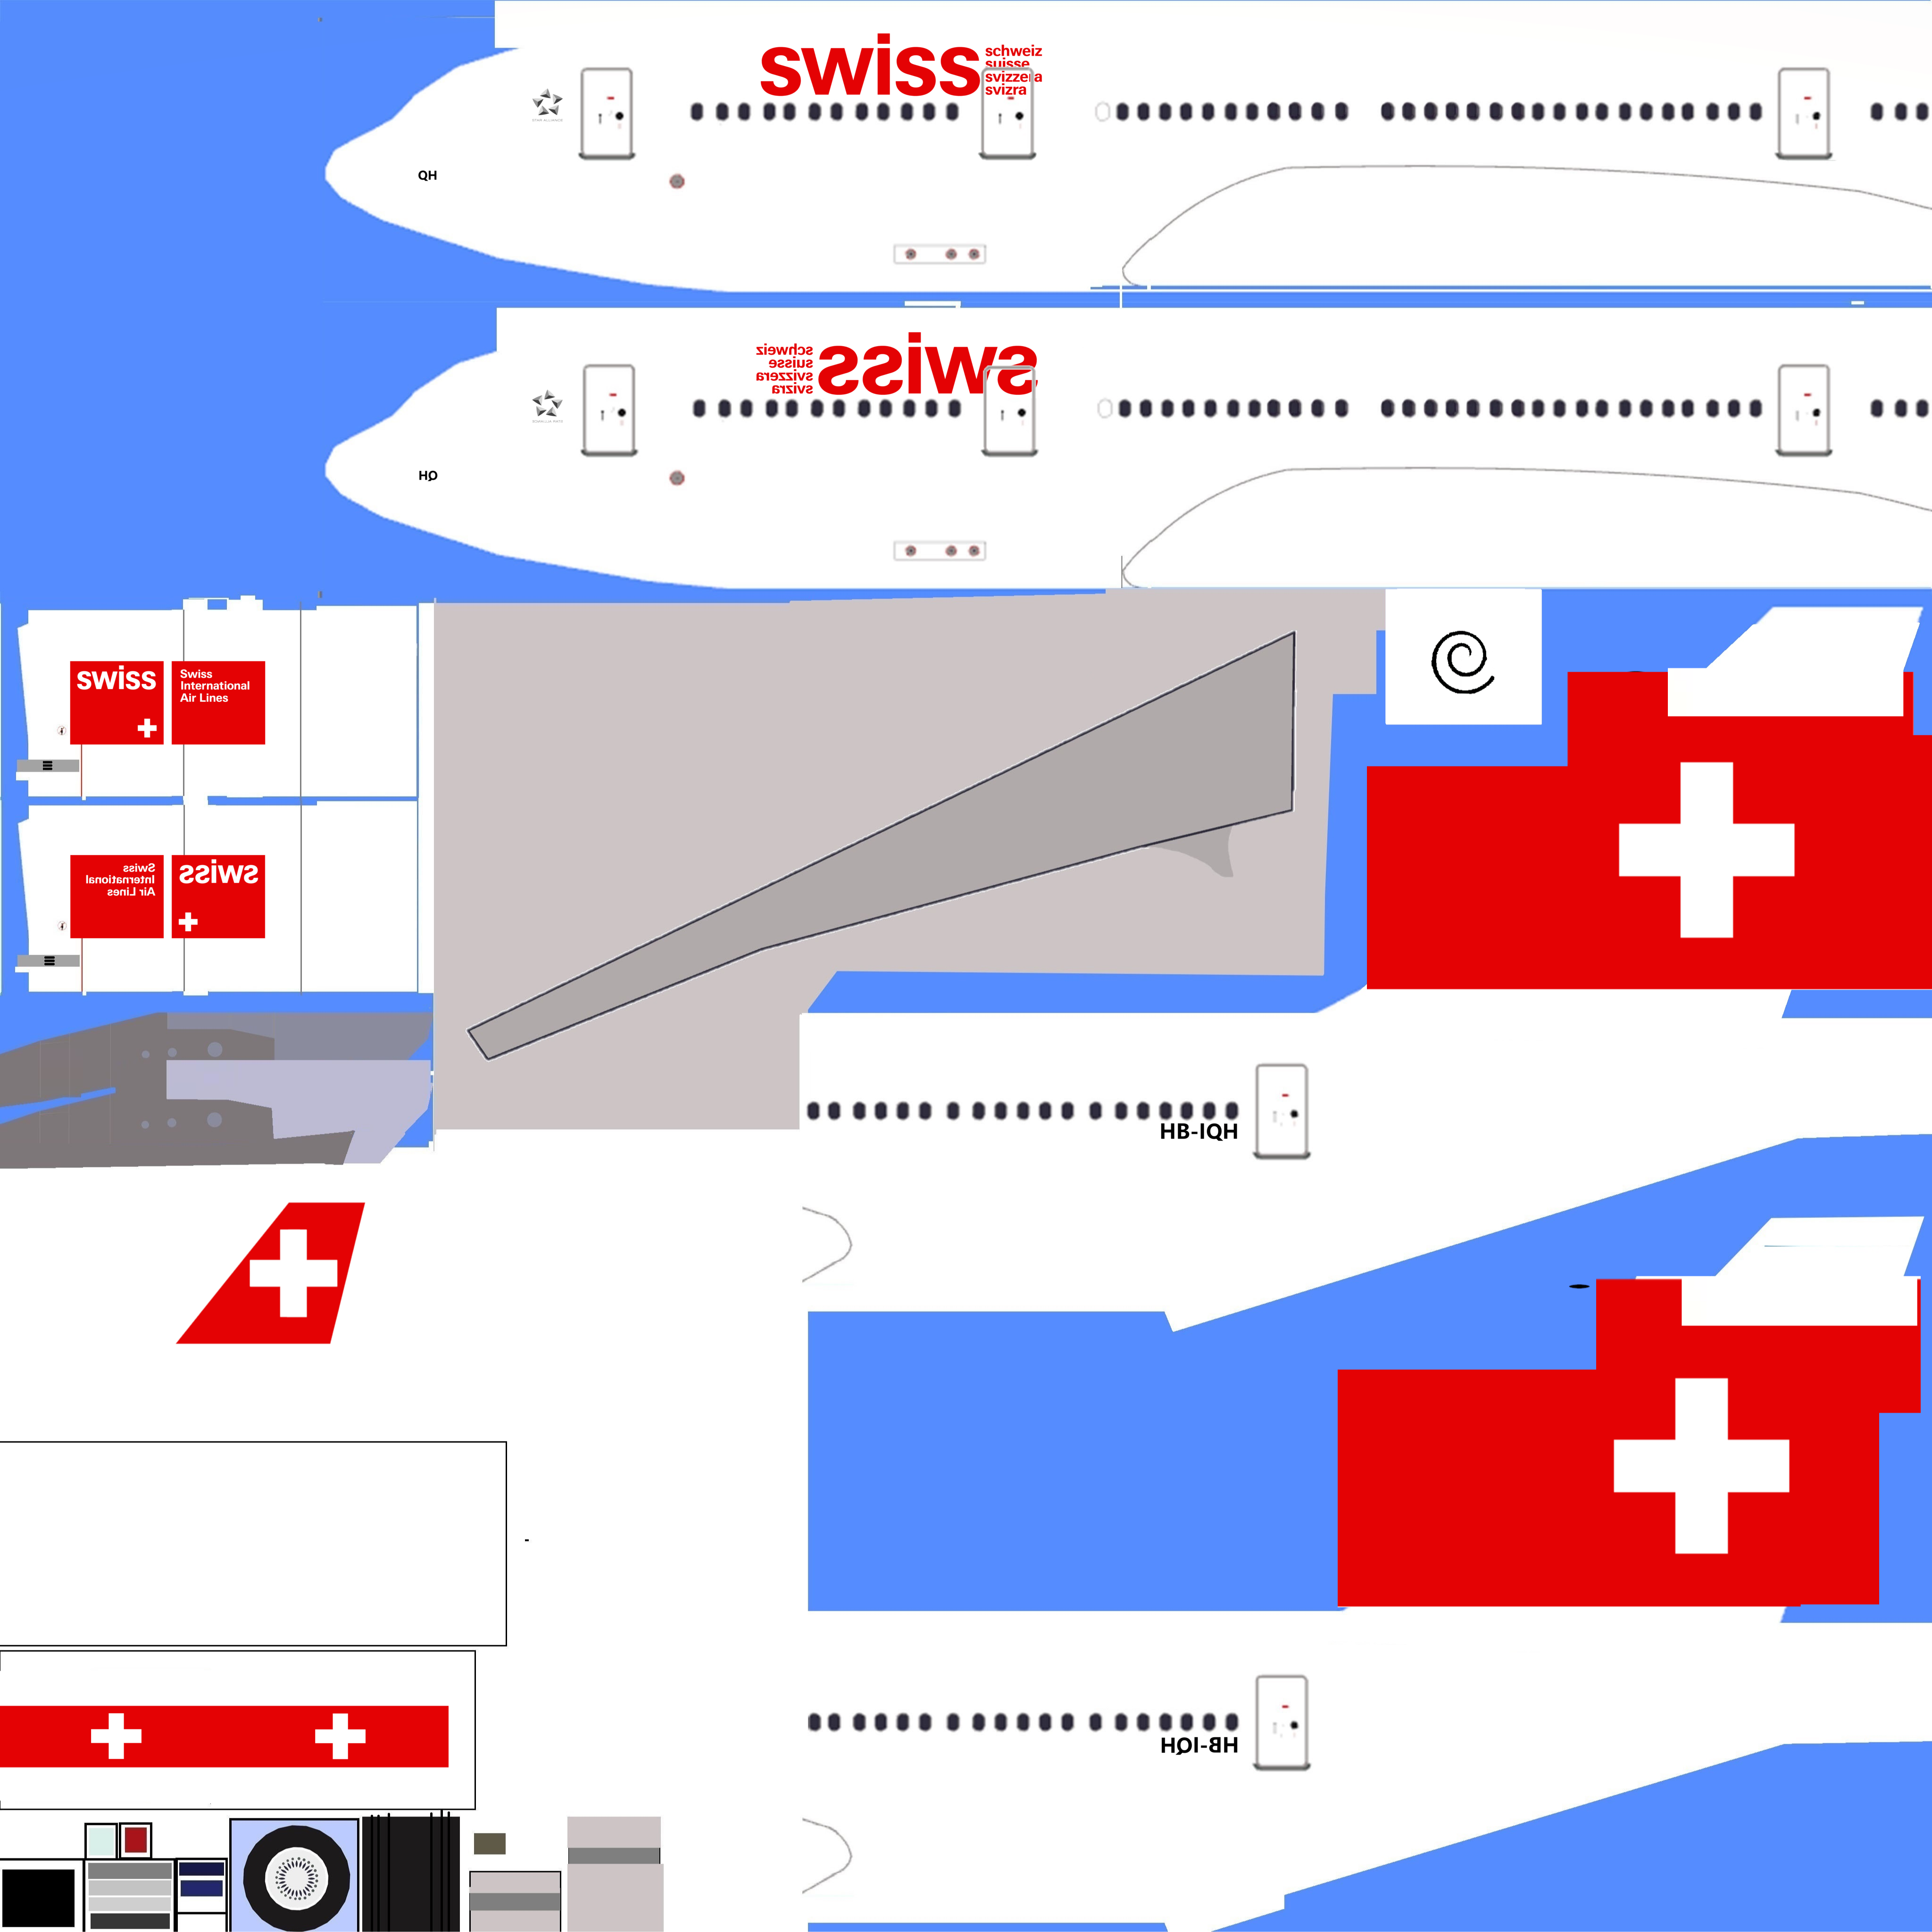 swiss
schweiz
suisse
svizzera
svizra
QH
swiss
schweiz
suisse
svizzera
svizra
QH
swiss
Swiss
International
Air Lines
Swiss
International
Air Lines
swiss
HB-IQH
HB-IQH